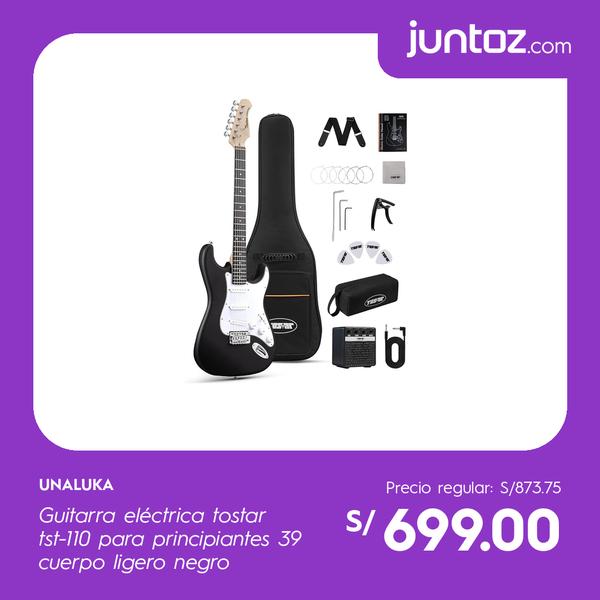 juntoz.com
UNALUKA
Guitarra eléctrica tostar
tst-110 para principiantes 39
cuerpo ligero negro
Precio regular: S/873.75
S/ 699.00